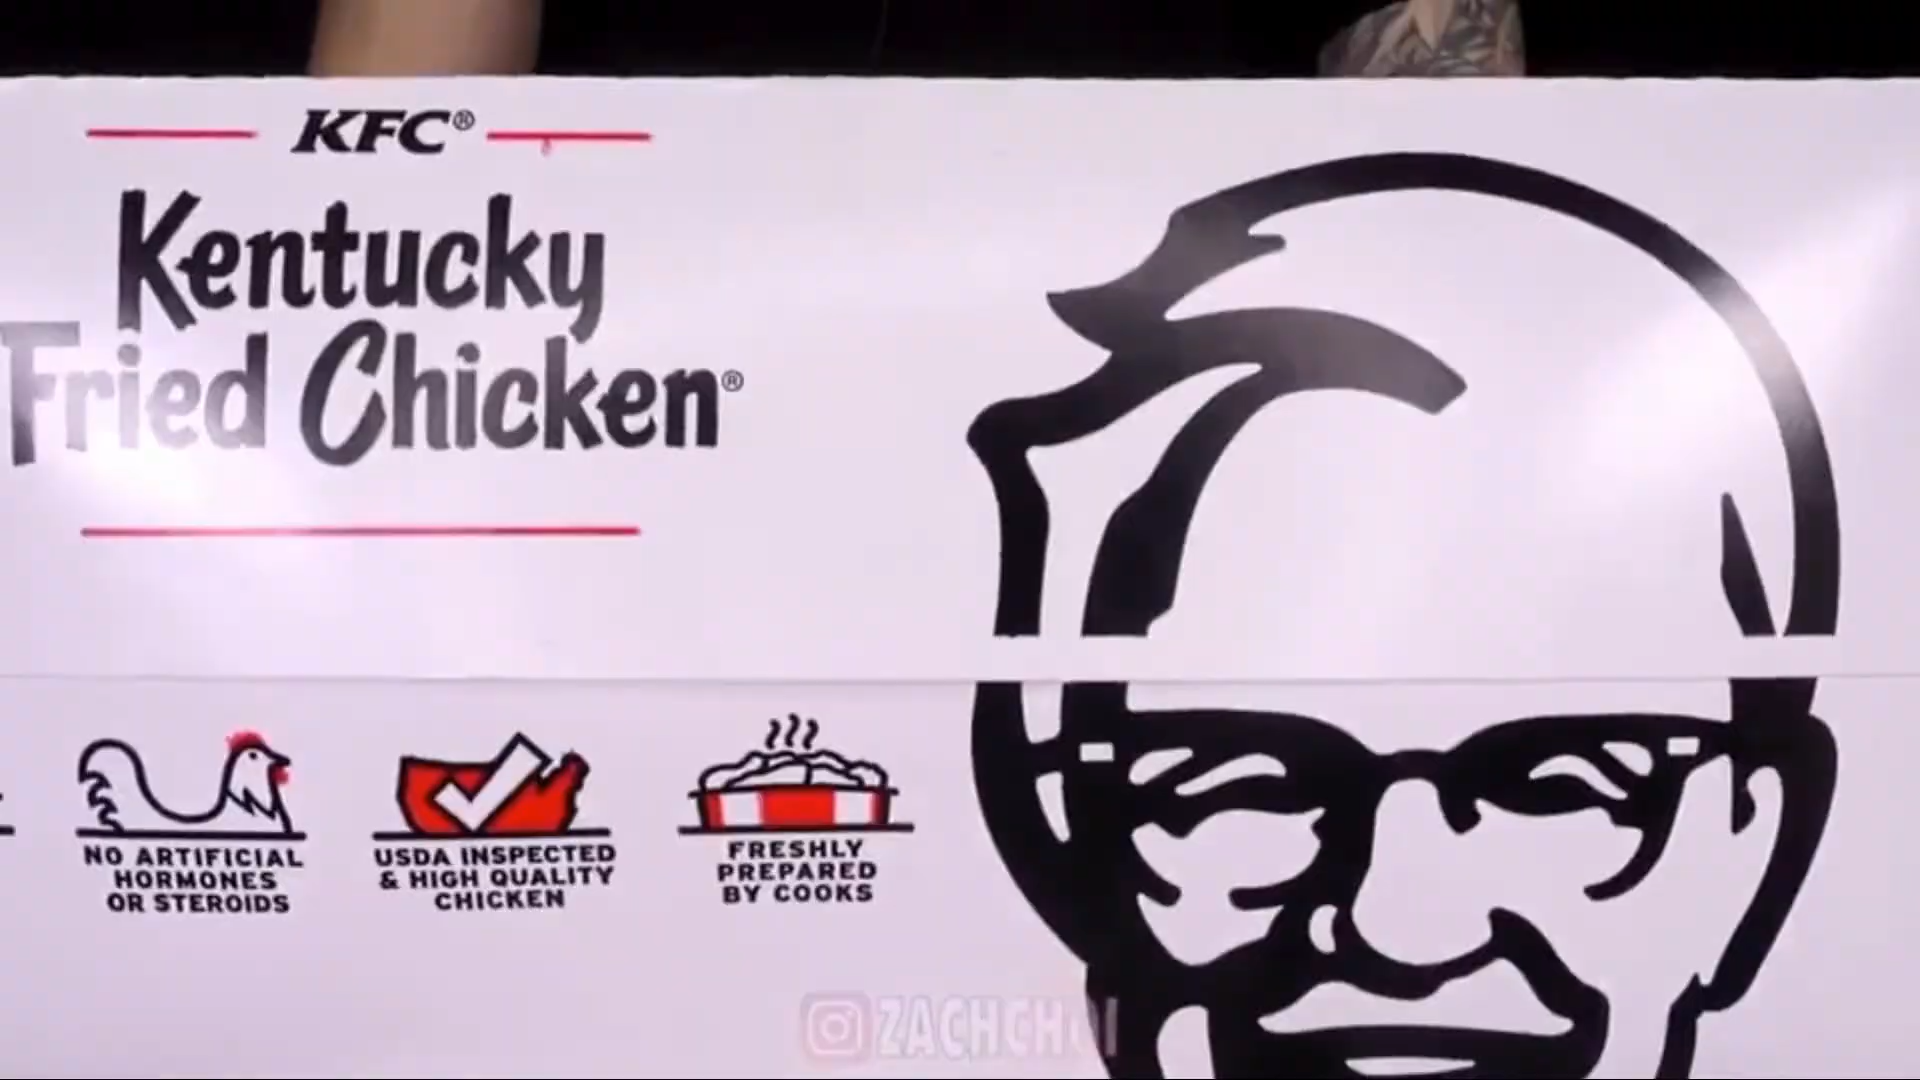 KFC®
Kentucky
Fried Chicken®
NO ARTIFICIAL
HORMONES
OR STEROIDS
USDA INSPECTED
& HIGH QUALITY
CHICKEN
FRESHLY
PREPARED
BY COOKS
ZACHCHOI